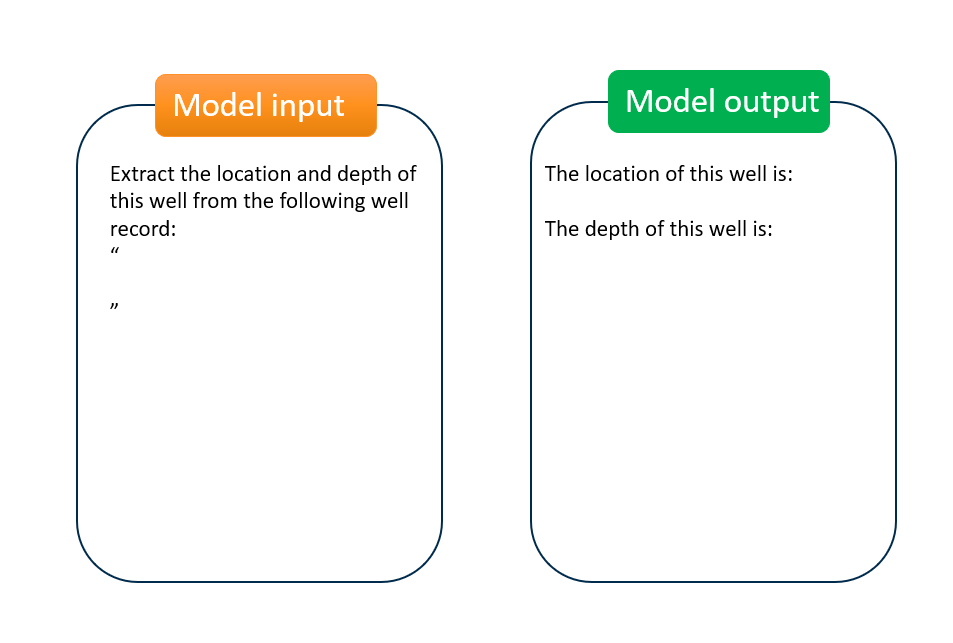 Model input
Extract the location and depth of
this well from the following well
record:
“
”
Model output
The location of this well is:
The depth of this well is: